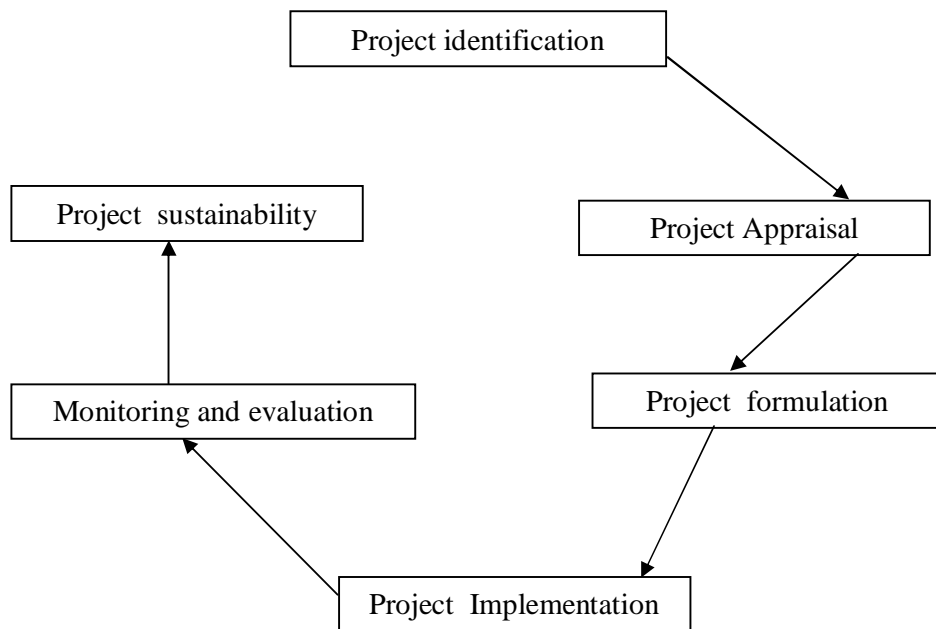 Project identification
Project sustainability
Project Appraisal
Monitoring and evaluation
Project formulation
Project Implementation